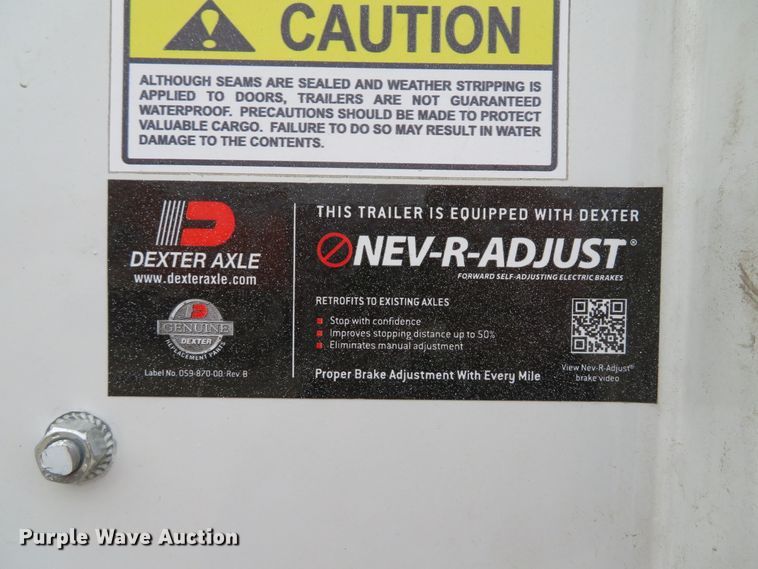 CAUTION
ALTHOUGH SEAMS ARE SEALED AND WEATHER STRIPPING IS
APPLIED TO DOORS, TRAILERS ARE NOT GUARANTEED
WATERPROOF. PRECAUTIONS SHOULD BE MADE TO PROTECT
VALUABLE CARGO. FAILURE TO DO SO MAY RESULT IN WATER
DAMAGE TO THE CONTENTS.
DEXTER AXLE
www.dexteraxle.com
GENUINE
DEXTER
REPLACEMENT PARTS
Label No. 059-870-00 Rev. B
THIS TRAILER IS EQUIPPED WITH DEXTER
NEV-R-ADJUST®
FORWARD SELF-ADJUSTING ELECTRIC BRAKES
RETROFITS TO EXISTING AXLES
Stop with confidence
Improves stopping distance up to 50%
Eliminates manual adjustment
Proper Brake Adjustment With Every Mile
View Nev-R-Adjust®
brake video
Purple Wave Auction